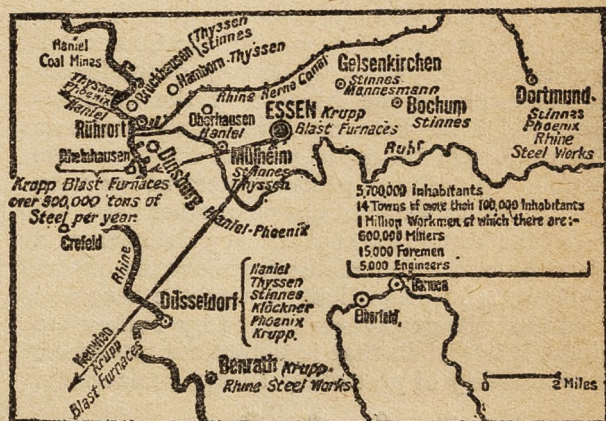 Haniel
Coal Mines
Thyssen
Stinnes
Bruckhausen
Hamborn-Thyssen
Thyssen
Phoenix
Haniel
Rhine Herne Canal
Gelsenkirchen
Stinnes
Mannesmann
Bochum
Stinnes
Dortmund-
Stinnes
Phoenix
Rhine
Steel Works
Rührort
Oberhausen
Haniel
ESSEN Krupp
Blast Furnaces
Ruhr
Rheinhausen
Duisburg
Mülheim
Stinnes
Thyssen
Krupp Blast Furnaces
over 900,000 tons of
Steel per year
Haniel-Phoenix
Crefeld
Rhine
5,700,000 Inhabitants
14 Towns of more than 100,000 Inhabitants
1 Million Workmen of which there are:-
600,000 Miners
15,000 Foremen
5,000 Engineers
Düsseldorf
Haniel
Thyssen
Stinnes
Klöckner
Phoenix
Krupp.
Barmen
Elberfeld
Krupp
Blast Furnaces
Benrath Krupp-
Rhine Steel Works
0 2 Miles